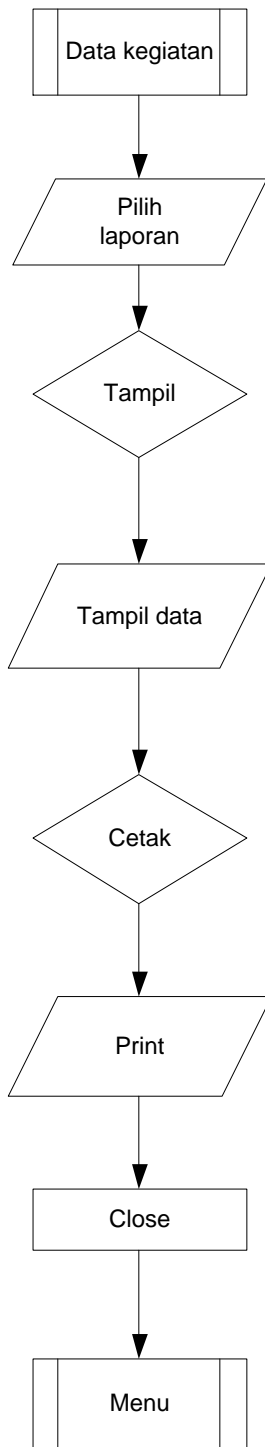 Data kegiatan
Pilih
laporan
Tampil
Tampil data
Cetak
Print
Close
Menu